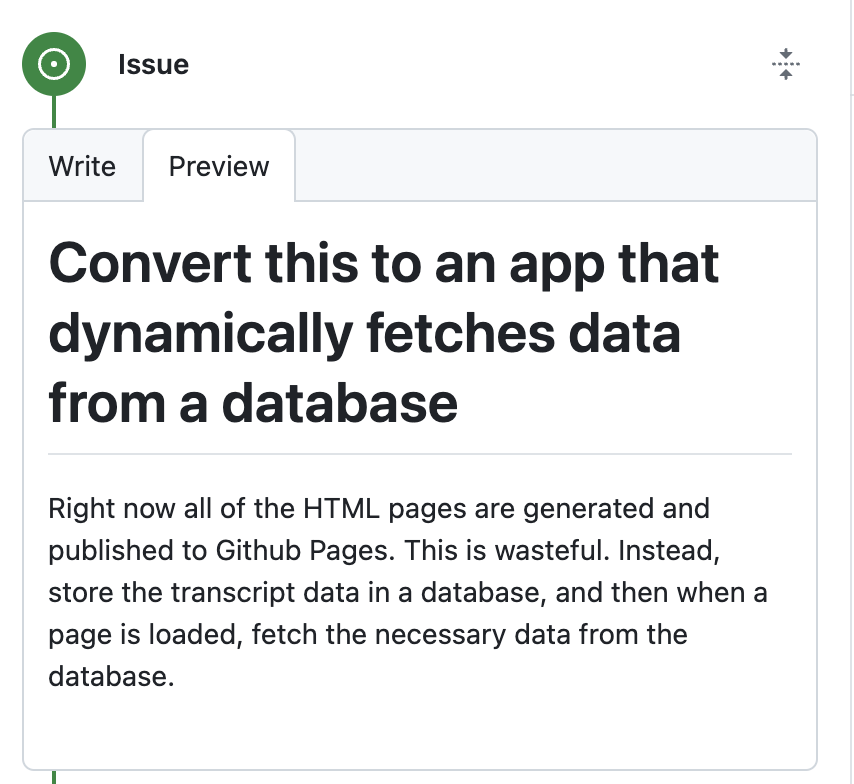 Issue
Write
Preview
Convert this to an app that
dynamically fetches data
from a database
Right now all of the HTML pages are generated and
published to Github Pages. This is wasteful. Instead,
store the transcript data in a database, and then when a
page is loaded, fetch the necessary data from the
database.